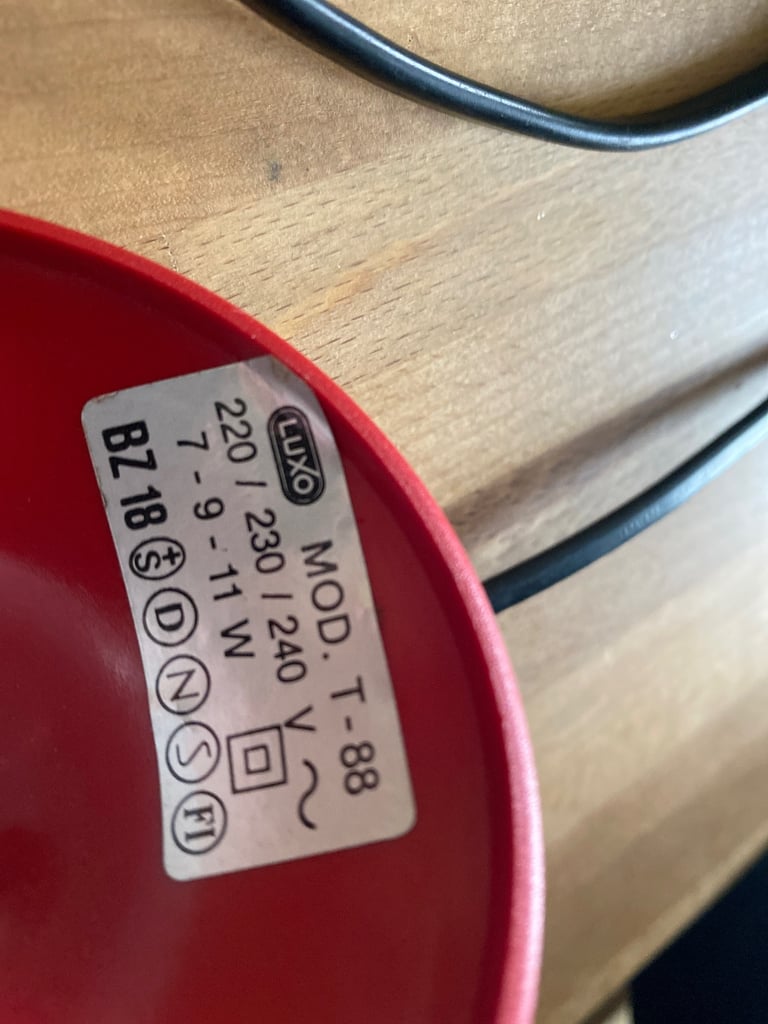 LUXO MOD. T-88
220 / 230 / 240 V ~
7 - 9 - 11 W
BZ 18 +S D N S FI